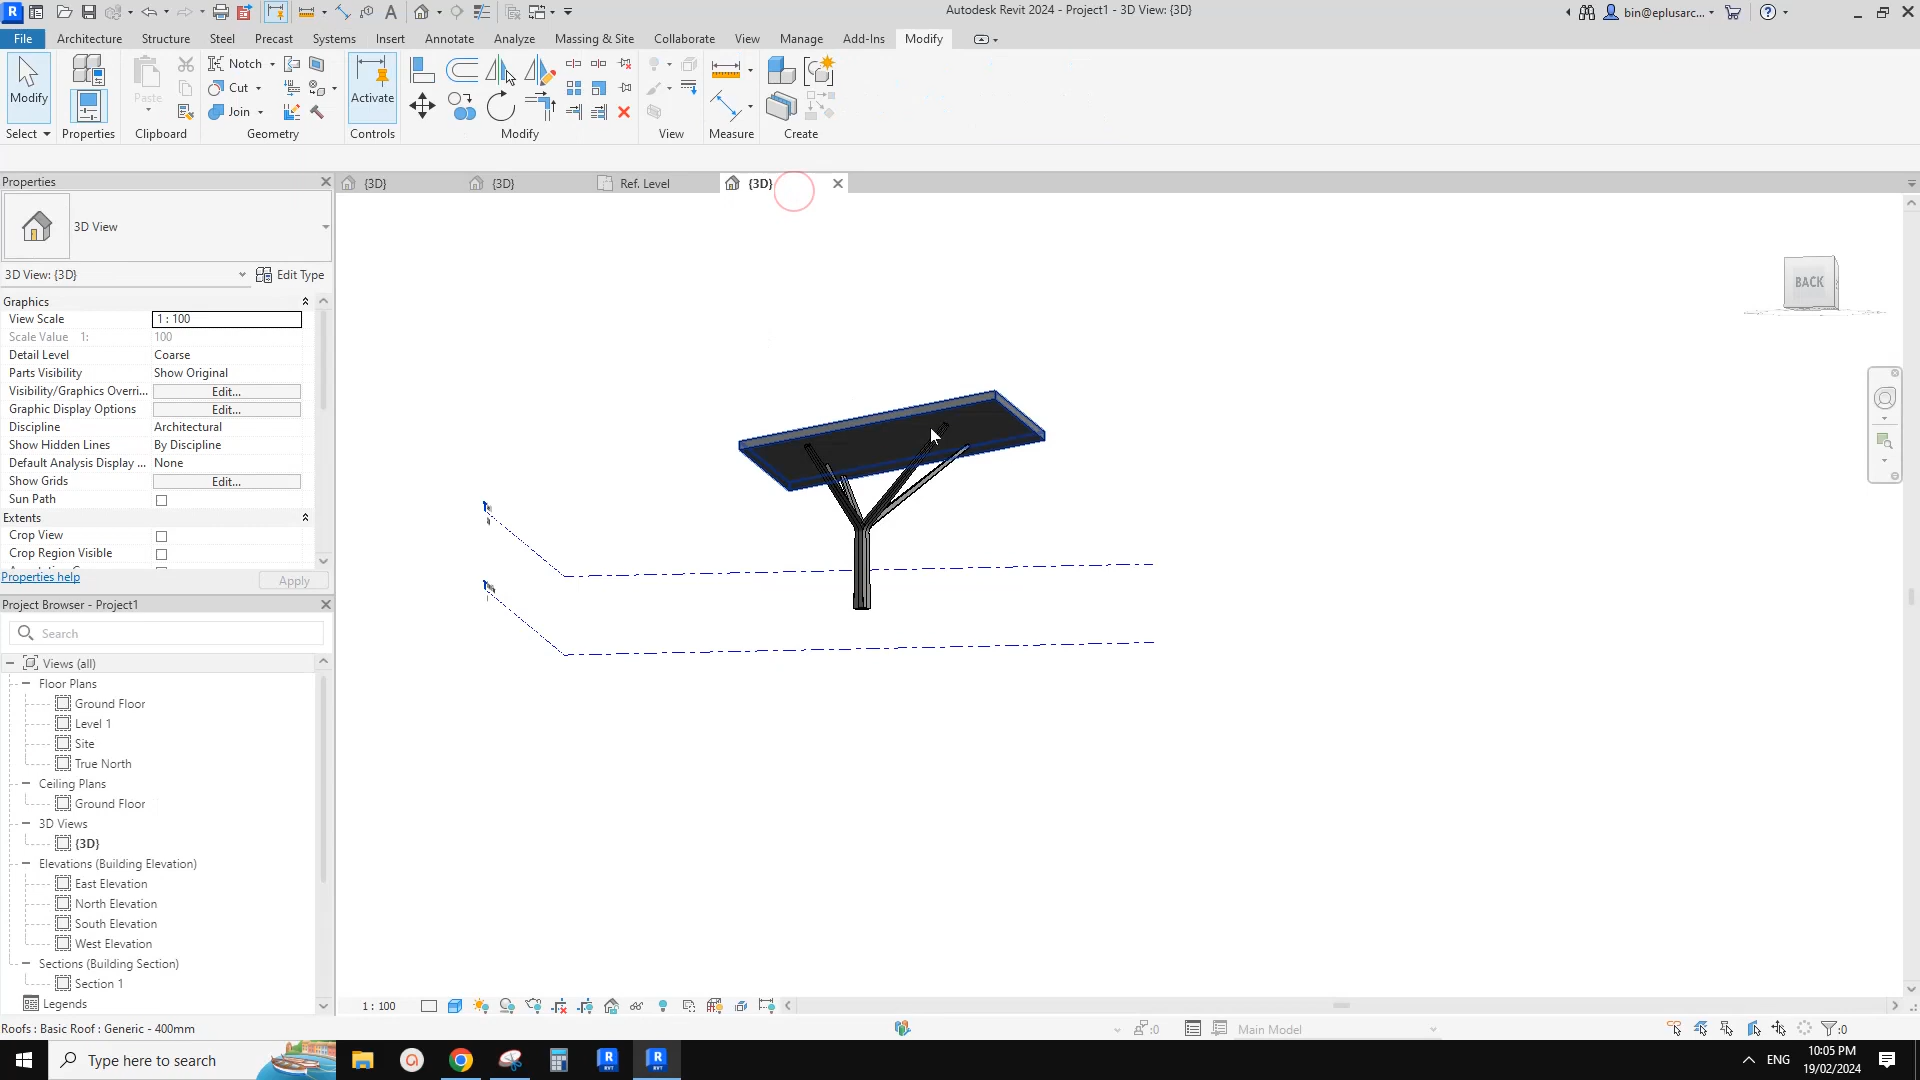 Autodesk Revit 2024 - Project1 - 3D View: {3D}
bin@eplusarc...
File Architecture Structure Steel Precast Systems Insert Annotate Analyze Massing & Site Collaborate View Manage Add-Ins Modify
Modify
Paste
Notch
Cut
Join
Activate
Select Properties Clipboard Geometry Controls Modify View Measure Create
Properties
{3D} {3D} Ref. Level {3D}
3D View
3D View: {3D} Edit Type
Graphics
View Scale 1 : 100
Scale Value 1: 100
Detail Level Coarse
Parts Visibility Show Original
Visibility/Graphics Overri... Edit...
Graphic Display Options Edit...
Discipline Architectural
Show Hidden Lines By Discipline
Default Analysis Display ... None
Show Grids Edit...
Sun Path
Extents
Crop View
Crop Region Visible
Properties help Apply
BACK
Project Browser - Project1
Search
Views (all)
Floor Plans
Ground Floor
Level 1
Site
True North
Ceiling Plans
Ground Floor
3D Views
{3D}
Elevations (Building Elevation)
East Elevation
North Elevation
South Elevation
West Elevation
Sections (Building Section)
Section 1
Legends
1 : 100
Roofs : Basic Roof : Generic - 400mm
:0
Main Model
:0
Type here to search
ENG
10:05 PM
19/02/2024